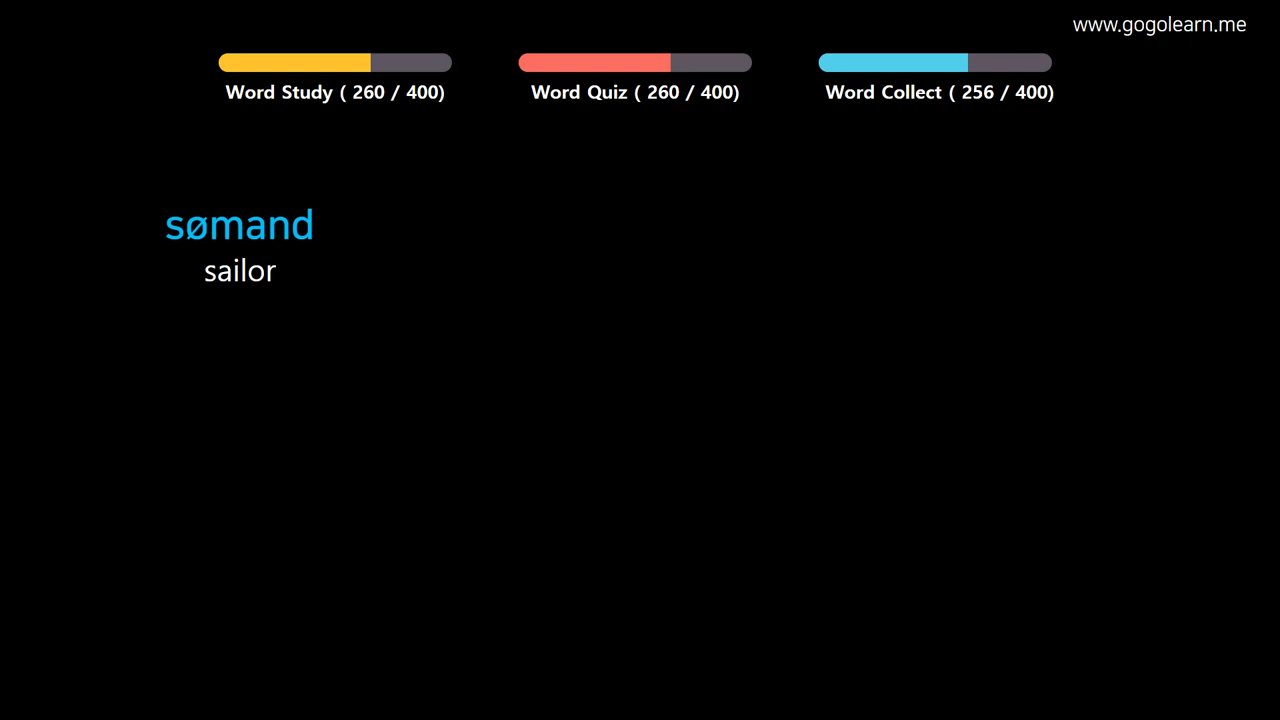 www.gogolearn.me
Word Study ( 260 / 400)
Word Quiz ( 260 / 400)
Word Collect ( 256 / 400)
sømand
sailor